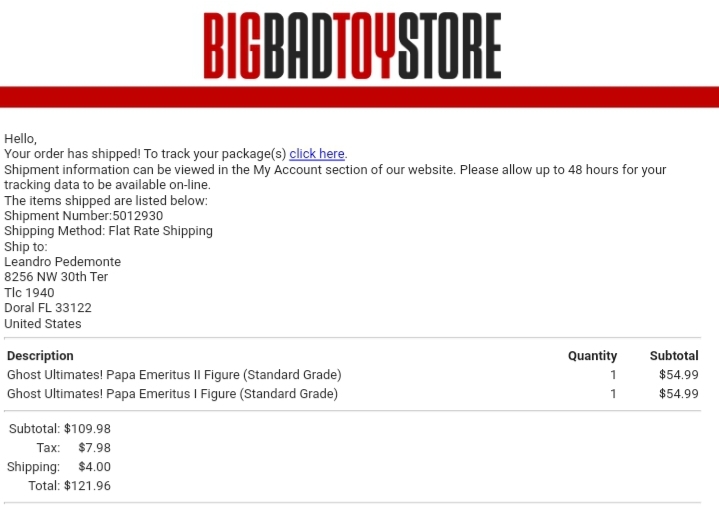 BIGBADTOYSTORE
Hello,
Your order has shipped! To track your package(s) click here.
Shipment information can be viewed in the My Account section of our website. Please allow up to 48 hours for your
tracking data to be available on-line.
The items shipped are listed below:
Shipment Number:5012930
Shipping Method: Flat Rate Shipping
Ship to:
Leandro Pedemonte
8256 NW 30th Ter
Tlc 1940
Doral FL 33122
United States
Description Quantity Subtotal
Ghost Ultimates! Papa Emeritus II Figure (Standard Grade) 1 $54.99
Ghost Ultimates! Papa Emeritus I Figure (Standard Grade) 1 $54.99
Subtotal: $109.98
Tax: $7.98
Shipping: $4.00
Total: $121.96